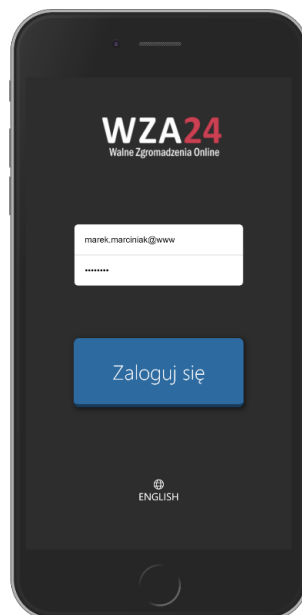 WZA24
Walne Zgromadzenia Online
marek.marciniak@www
••••••••
Zaloguj się
ENGLISH